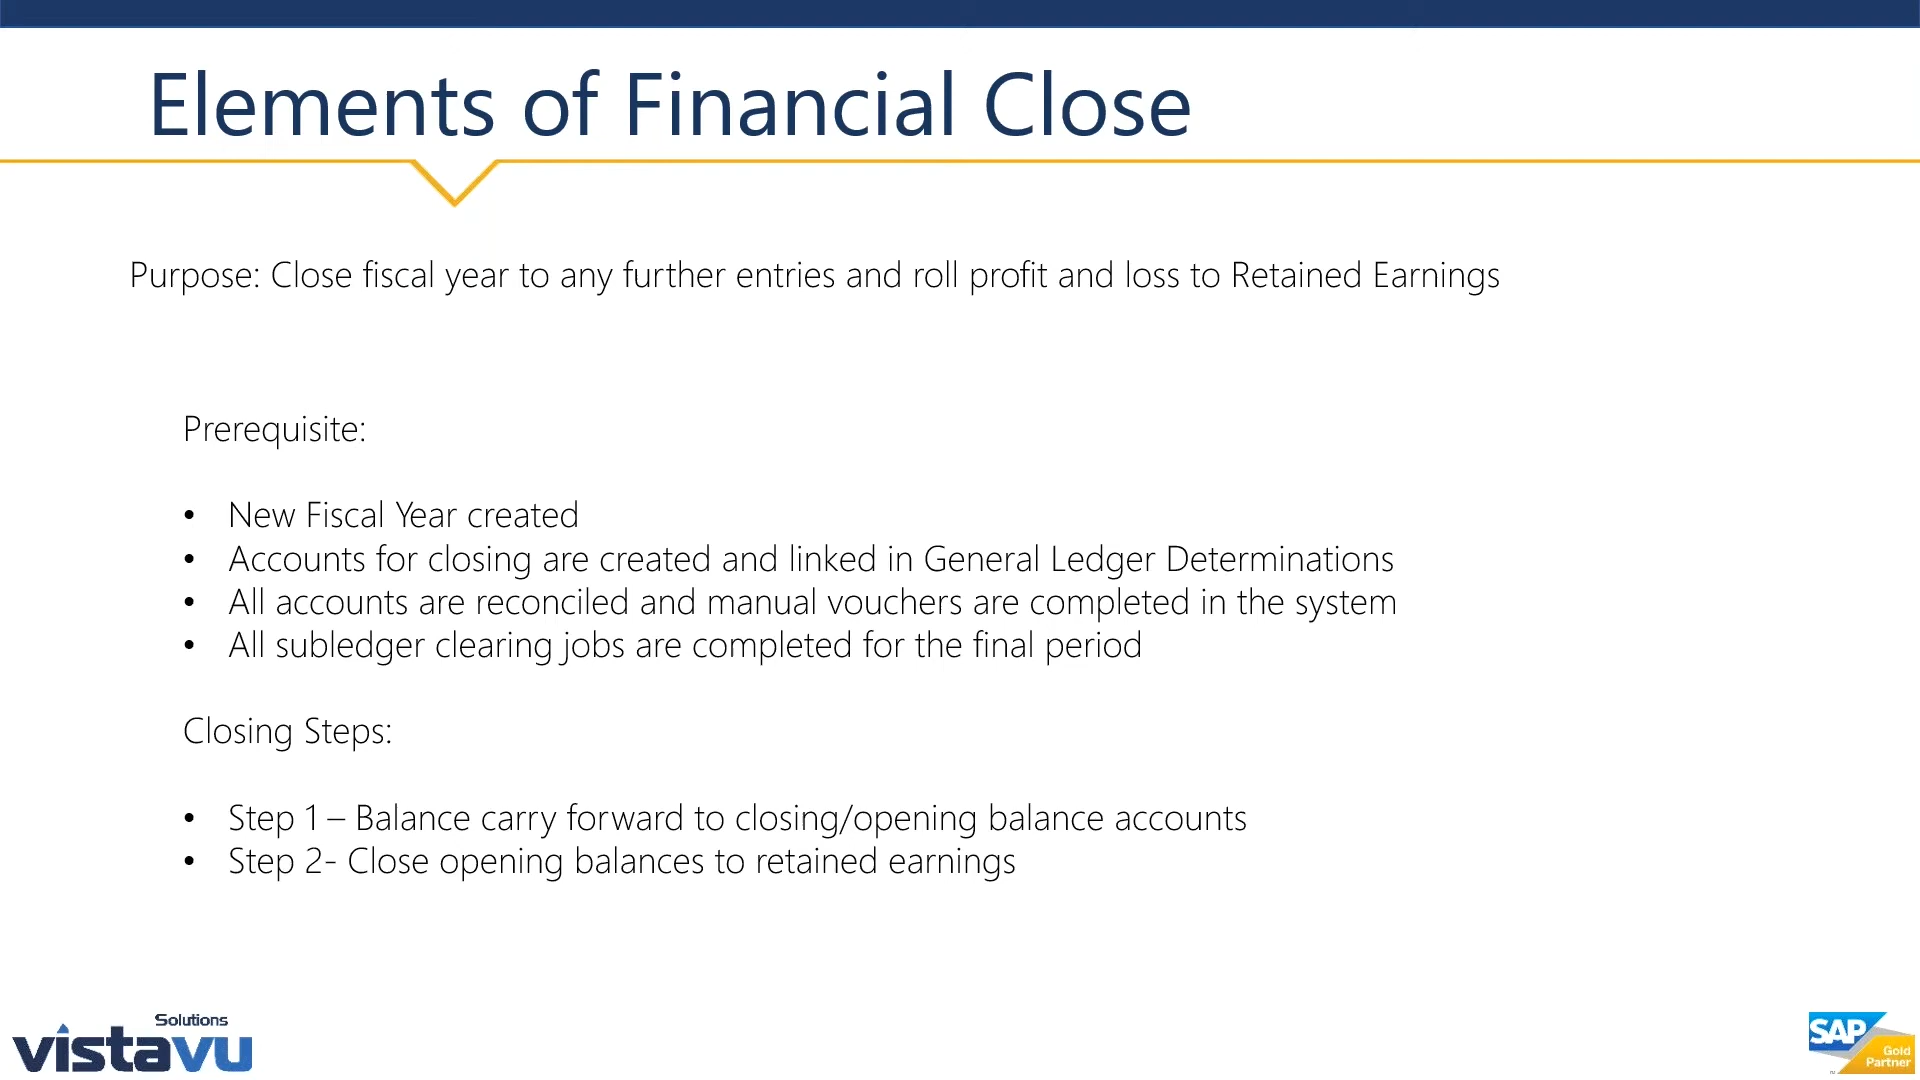 Elements of Financial Close
Purpose: Close fiscal year to any further entries and roll profit and loss to Retained Earnings
Prerequisite:
• New Fiscal Year created
• Accounts for closing are created and linked in General Ledger Determinations
• All accounts are reconciled and manual vouchers are completed in the system
• All subledger clearing jobs are completed for the final period
Closing Steps:
• Step 1 – Balance carry forward to closing/opening balance accounts
• Step 2- Close opening balances to retained earnings
Solutions
vistavu
SAP
Gold
Partner